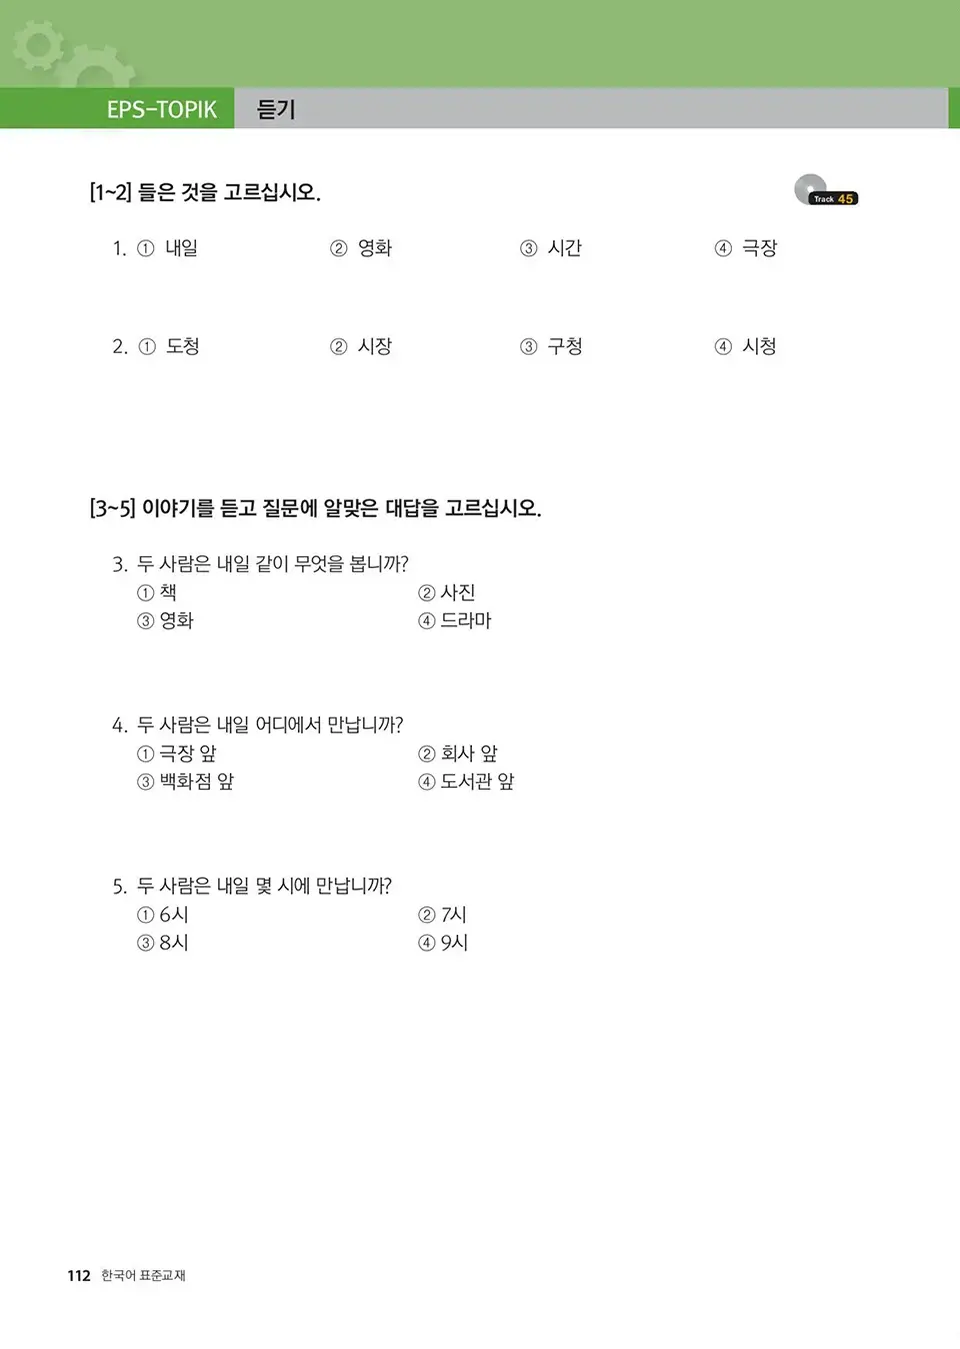 EPS-TOPIK 듣기
[1~2] 들은 것을 고르십시오.
Track 45
1. ① 내일 ② 영화 ③ 시간 ④ 극장
2. ① 도청 ② 시장 ③ 구청 ④ 시청
[3~5] 이야기를 듣고 질문에 알맞은 대답을 고르십시오.
3. 두 사람은 내일 같이 무엇을 봅니까?
① 책 ② 사진
③ 영화 ④ 드라마
4. 두 사람은 내일 어디에서 만납니까?
① 극장 앞 ② 회사 앞
③ 백화점 앞 ④ 도서관 앞
5. 두 사람은 내일 몇 시에 만납니까?
① 6시 ② 7시
③ 8시 ④ 9시
112 한국어 표준교재